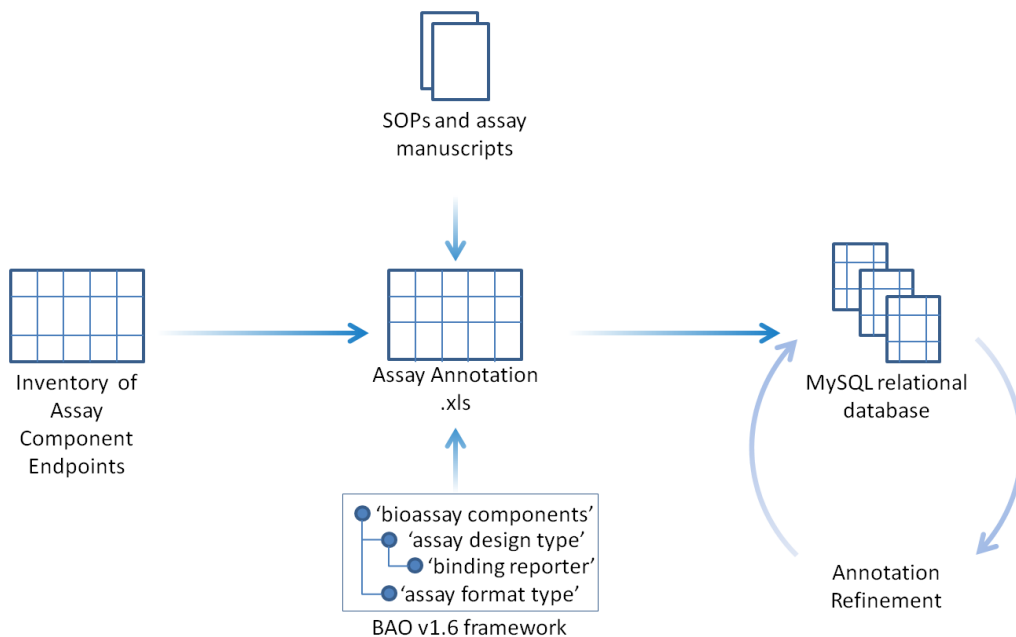 SOPs and assay
manuscripts
Inventory of
Assay
Component
Endpoints
Assay Annotation
.xls
MySQL relational
database
‘bioassay components’
‘assay design type’
‘binding reporter’
‘assay format type’
BAO v1.6 framework
Annotation
Refinement